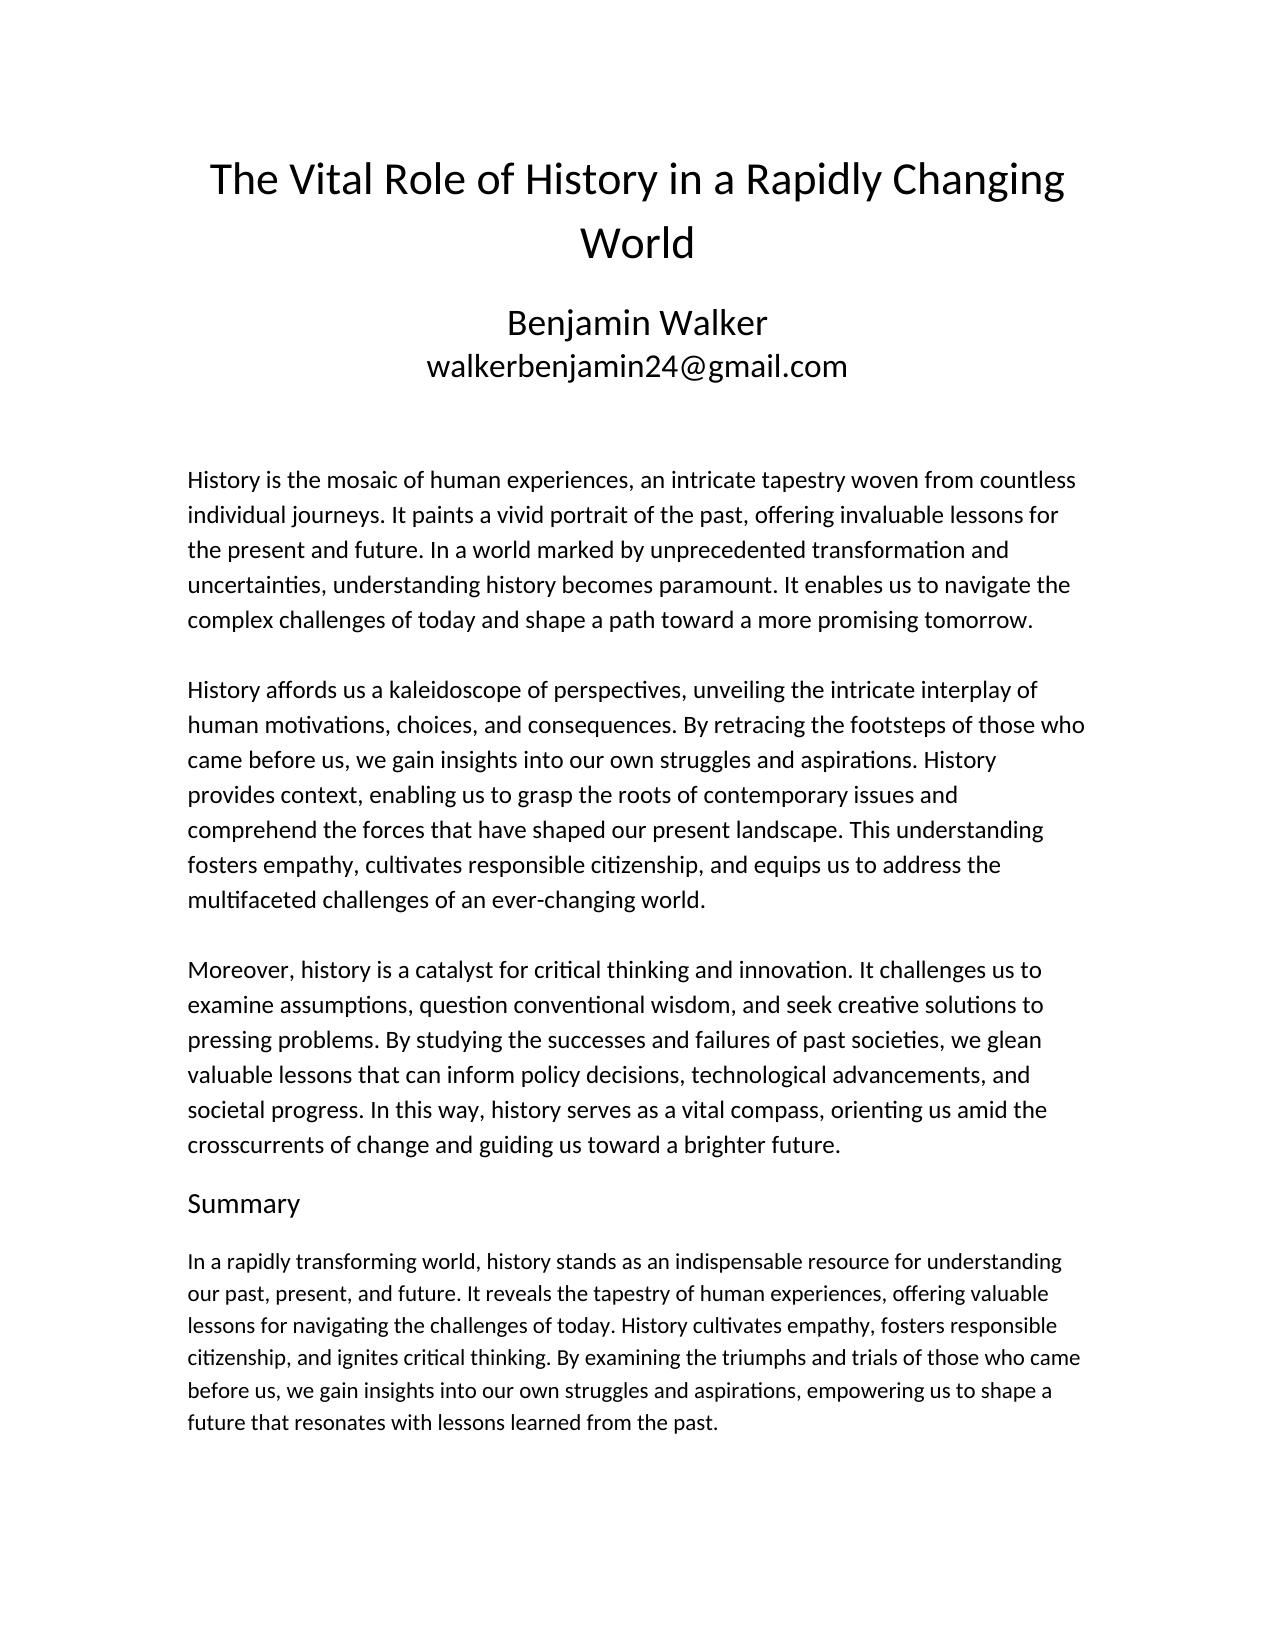 The Vital Role of History in a Rapidly Changing
World
Benjamin Walker
walkerbenjamin24@gmail.com
History is the mosaic of human experiences, an intricate tapestry woven from countless
individual journeys. It paints a vivid portrait of the past, offering invaluable lessons for
the present and future. In a world marked by unprecedented transformation and
uncertainties, understanding history becomes paramount. It enables us to navigate the
complex challenges of today and shape a path toward a more promising tomorrow.
History affords us a kaleidoscope of perspectives, unveiling the intricate interplay of
human motivations, choices, and consequences. By retracing the footsteps of those who
came before us, we gain insights into our own struggles and aspirations. History
provides context, enabling us to grasp the roots of contemporary issues and
comprehend the forces that have shaped our present landscape. This understanding
fosters empathy, cultivates responsible citizenship, and equips us to address the
multifaceted challenges of an ever-changing world.
Moreover, history is a catalyst for critical thinking and innovation. It challenges us to
examine assumptions, question conventional wisdom, and seek creative solutions to
pressing problems. By studying the successes and failures of past societies, we glean
valuable lessons that can inform policy decisions, technological advancements, and
societal progress. In this way, history serves as a vital compass, orienting us amid the
crosscurrents of change and guiding us toward a brighter future.
Summary
In a rapidly transforming world, history stands as an indispensable resource for understanding
our past, present, and future. It reveals the tapestry of human experiences, offering valuable
lessons for navigating the challenges of today. History cultivates empathy, fosters responsible
citizenship, and ignites critical thinking. By examining the triumphs and trials of those who came
before us, we gain insights into our own struggles and aspirations, empowering us to shape a
future that resonates with lessons learned from the past.